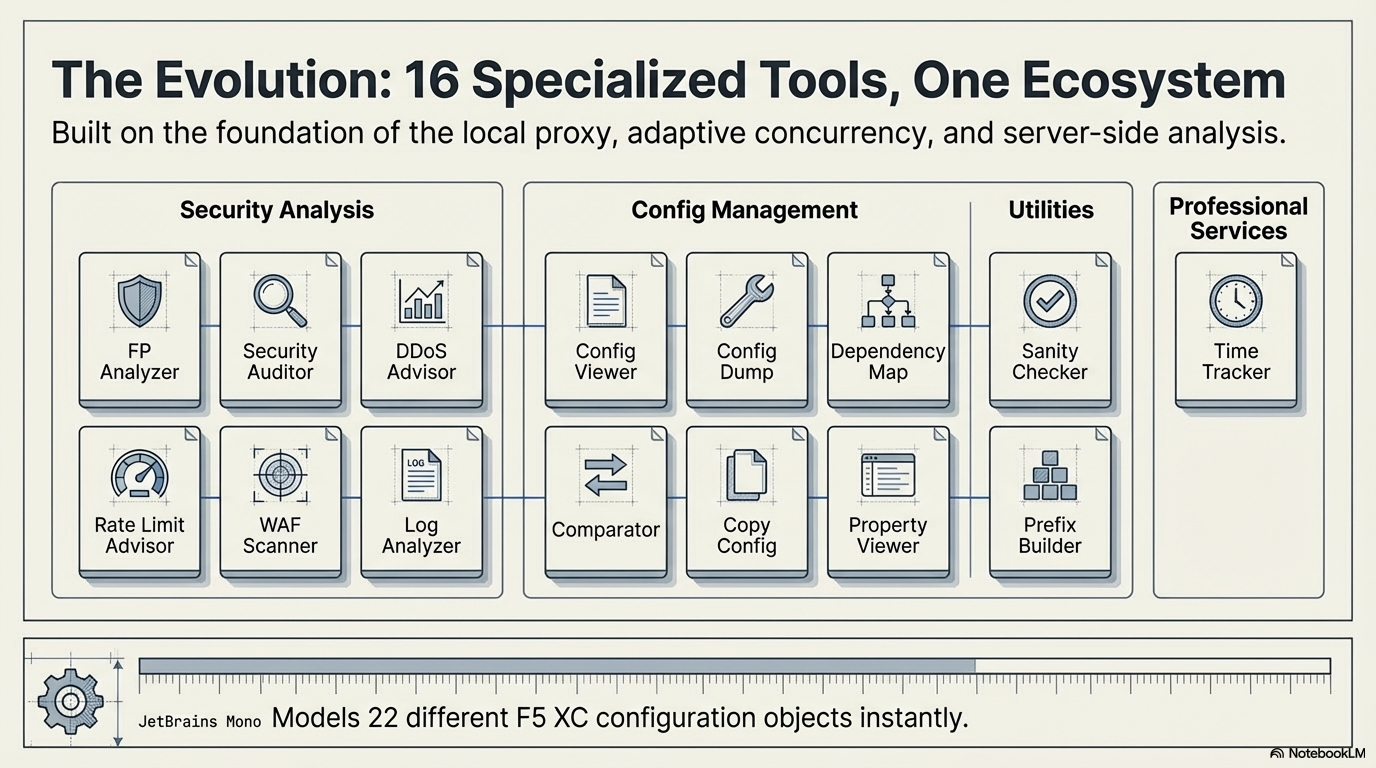 The Evolution: 16 Specialized Tools, One Ecosystem
Built on the foundation of the local proxy, adaptive concurrency, and server-side analysis.
Security Analysis
FP
Analyzer
Security
Auditor
DDoS
Advisor
Rate Limit
Advisor
WAF
Scanner
LOG
Log
Analyzer
Config Management
Config
Viewer
Config
Dump
Dependency
Map
Comparator
Copy
Config
Property
Viewer
Utilities
Sanity
Checker
Prefix
Builder
Professional
Services
Time
Tracker
JetBrains Mono Models 22 different F5 XC configuration objects instantly.
NotebookLM